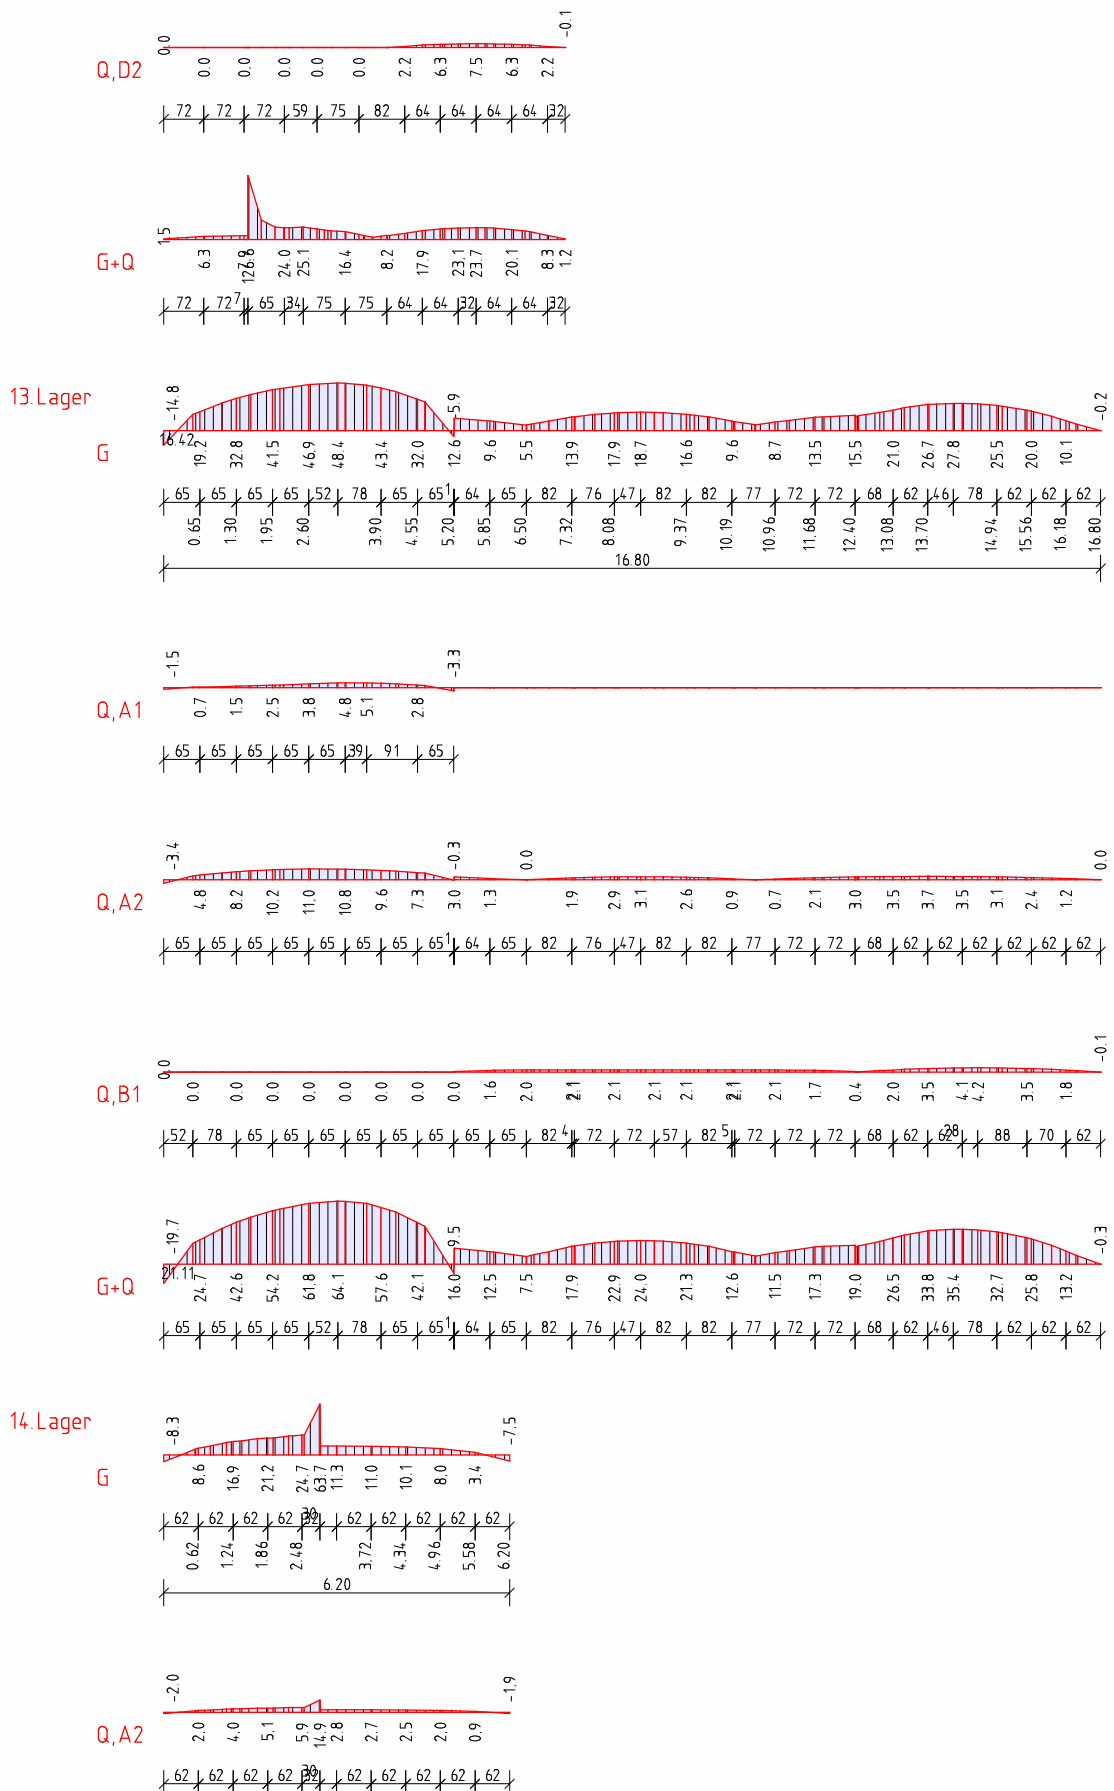 0.0 -0.1
Q,D2 0.0 0.0 0.0 0.0 0.0 2.2 6.3 7.5 6.3 2.2
72 72 72 59 75 82 64 64 64 64 32
1.5
G+Q 6.3 7.9 126.6 24.0 25.1 16.4 8.2 17.9 23.1 23.7 20.1 8.3 1.2
72 72 7 65 34 75 75 64 64 32 64 64 32
13.Lager -14.8 -5.9 -0.2
G 16.42 19.2 32.8 41.5 46.9 48.4 43.4 32.0 12.6 9.6 5.5 13.9 17.9 18.7 16.6 9.6 8.7 13.5 15.5 21.0 26.7 27.8 25.5 20.0 10.1
65 65 65 65 52 78 65 65 1 64 65 82 76 47 82 82 77 72 72 68 62 46 78 62 62 62
0.65 1.30 1.95 2.60 3.90 4.55 5.20 5.85 6.50 7.32 8.08 9.37 10.19 10.96 11.68 12.40 13.08 13.70 14.94 15.56 16.18 16.80
16.80
-1.5 -3.3
Q,A1 0.7 1.5 2.5 3.8 4.8 5.1 2.8
65 65 65 65 65 39 91 65
-3.4 -0.3 0.0 0.0
Q,A2 4.8 8.2 10.2 11.0 10.8 9.6 7.3 3.0 1.3 1.9 2.9 3.1 2.6 0.9 0.7 2.1 3.0 3.5 3.7 3.5 3.1 2.4 1.2
65 65 65 65 65 65 65 65 1 64 65 82 76 47 82 82 77 72 72 68 62 62 62 62 62 62
0.0 -0.1
Q,B1 0.0 0.0 0.0 0.0 0.0 0.0 0.0 0.0 1.6 2.0 2.1 2.1 2.1 2.1 2.1 2.1 1.7 0.4 2.0 3.5 4.1 4.2 3.5 1.8
52 78 65 65 65 65 65 65 65 65 82 4 72 72 57 82 5 72 72 72 68 62 62 28 88 70 62
-19.7 -9.5 -0.3
G+Q 21.11 24.7 42.6 54.2 61.8 64.1 57.6 42.1 16.0 12.5 7.5 17.9 22.9 24.0 21.3 12.6 11.5 17.3 19.0 26.5 33.8 35.4 32.7 25.8 13.2
65 65 65 65 52 78 65 65 1 64 65 82 76 47 82 82 77 72 72 68 62 46 78 62 62 62
14.Lager -8.3 -7.5
G 8.6 16.9 21.2 24.7 63.7 11.3 11.0 10.1 8.0 3.4
62 62 62 62 32 30 62 62 62 62 62
0.62 1.24 1.86 2.48 3.72 4.34 4.96 5.58 6.20
6.20
-2.0 -1.9
Q,A2 2.0 4.0 5.1 5.9 14.9 2.8 2.7 2.5 2.0 0.9
62 62 62 62 32 30 62 62 62 62 62